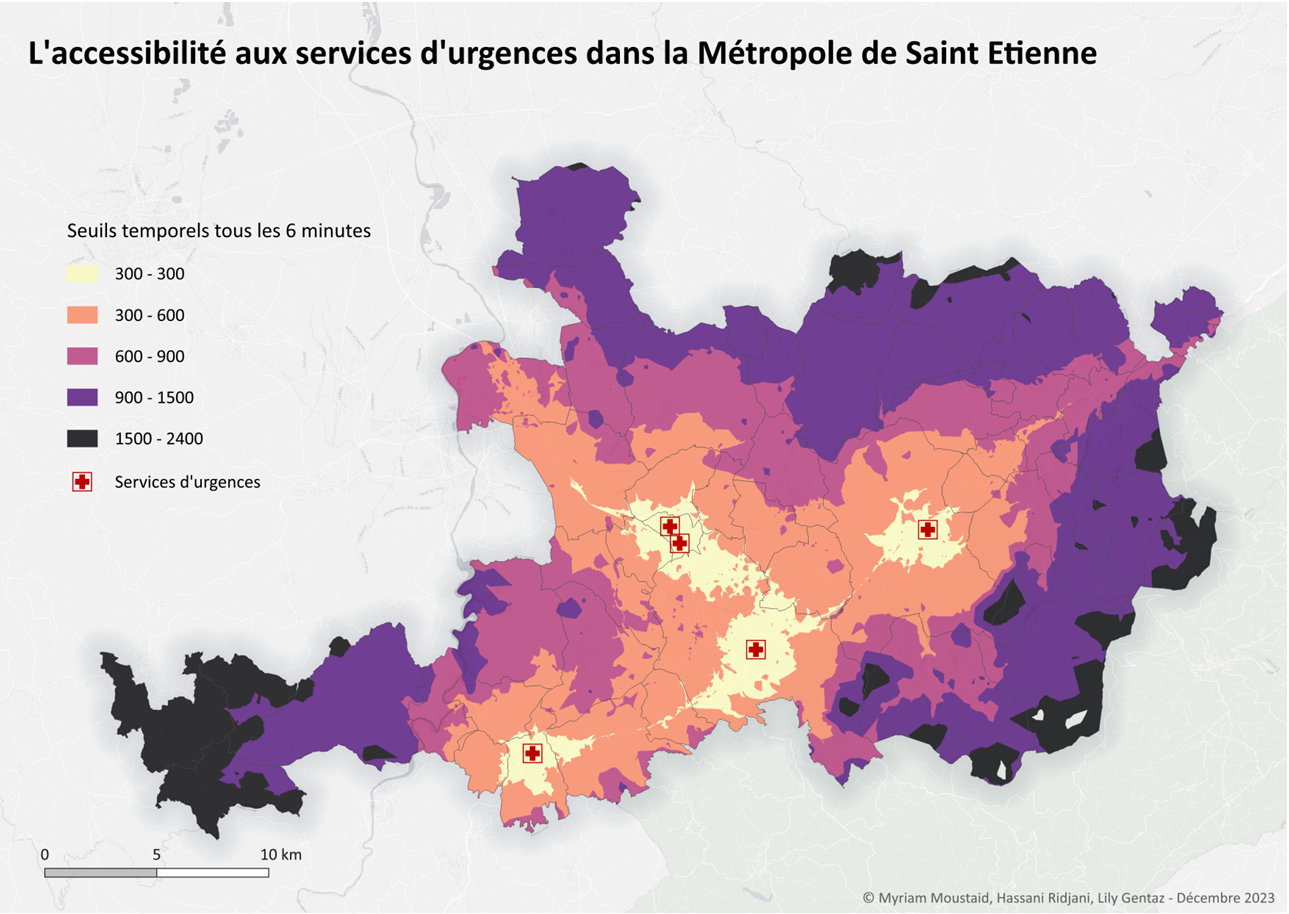 L'accessibilité aux services d'urgences dans la Métropole de Saint Etienne
Seuils temporels tous les 6 minutes
300 - 300
300 - 600
600 - 900
900 - 1500
1500 - 2400
Services d'urgences
0 5 10 km
© Myriam Moustaid, Hassani Ridjani, Lily Gentaz - Décembre 2023